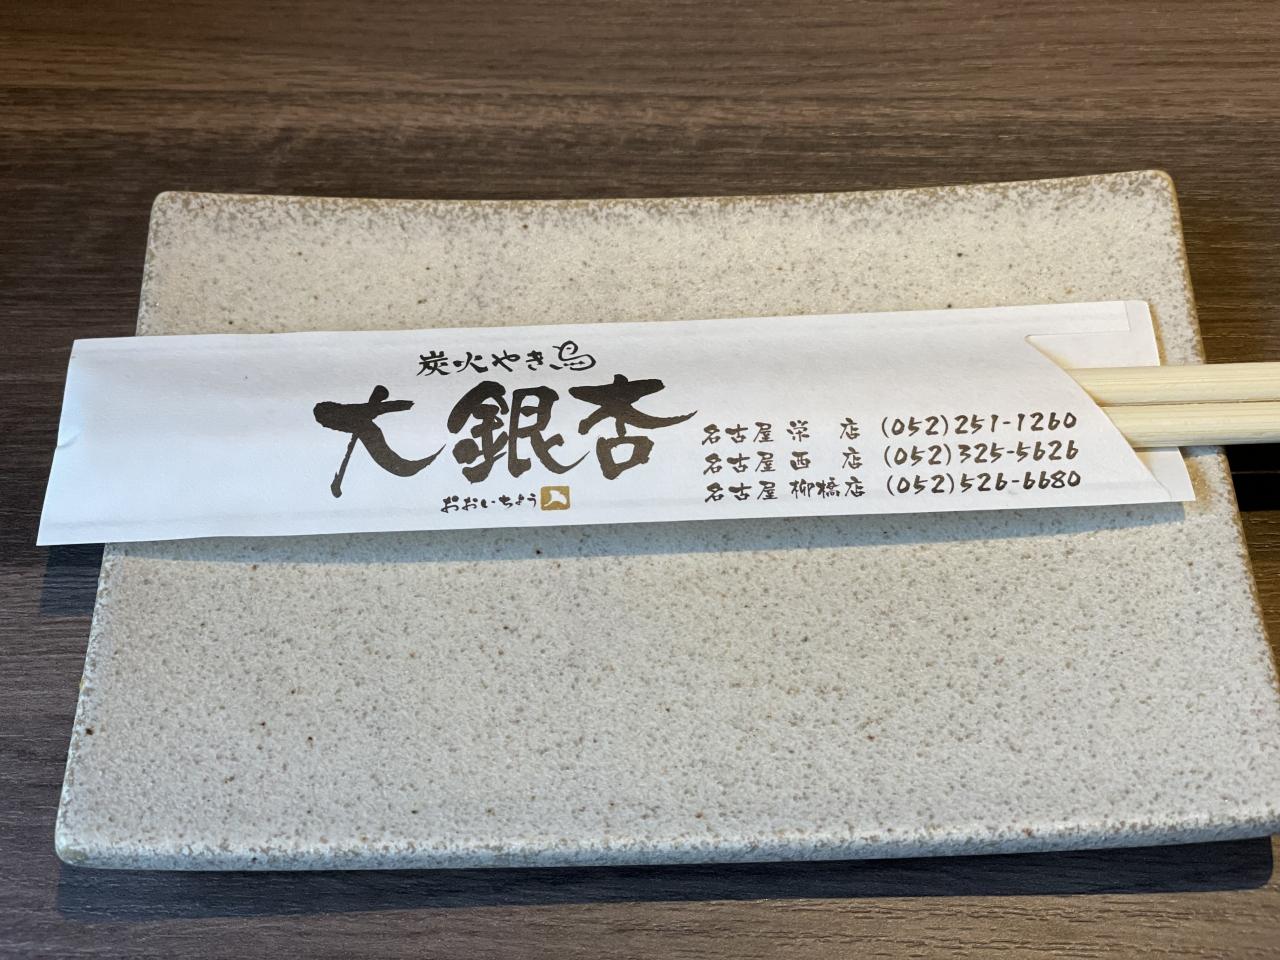 炭火やき鳥
大銀杏
おおいちょう
名古屋 栄 店 (052)251-1260
名古屋 西 店 (052)325-5626
名古屋 柳橋店 (052)526-6680